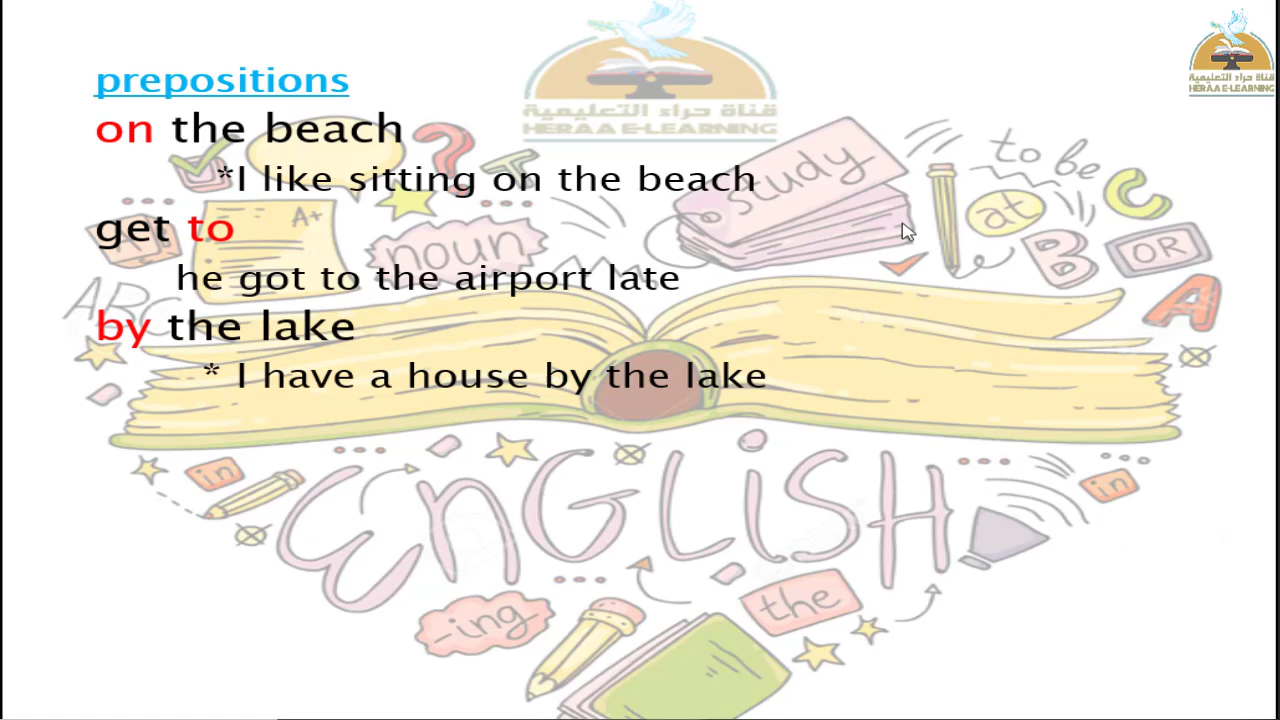 prepositions
on the beach
*I like sitting on the beach
get to
he got to the airport late
by the lake
* I have a house by the lake
قناة حراء التعليمية
HERAA E-LEARNING
قناة حراء التعليمية
HERAA E-LEARNING
study
to be
?
T
C
A+
noun
at
B
OR
A
ABC
in
ENGLiSH
in
-ing
the